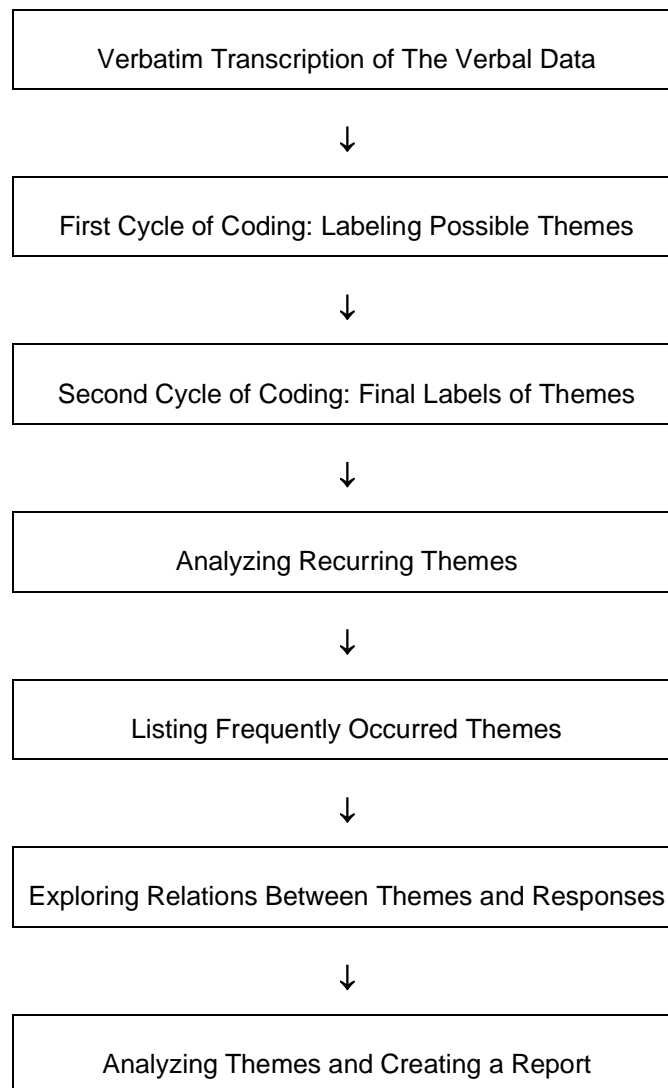 Verbatim Transcription of The Verbal Data
↓
First Cycle of Coding: Labeling Possible Themes
↓
Second Cycle of Coding: Final Labels of Themes
↓
Analyzing Recurring Themes
↓
Listing Frequently Occurred Themes
↓
Exploring Relations Between Themes and Responses
↓
Analyzing Themes and Creating a Report